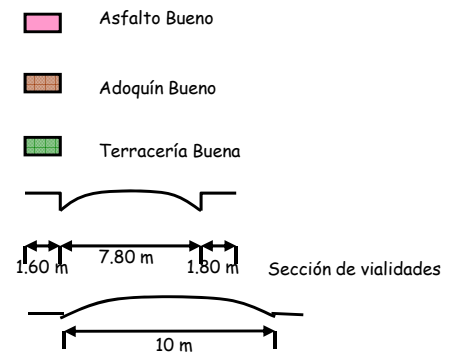 Asfalto Bueno
Adoquín Bueno
Terracería Buena
1.60 m 7.80 m 1.80 m
Sección de vialidades
10 m